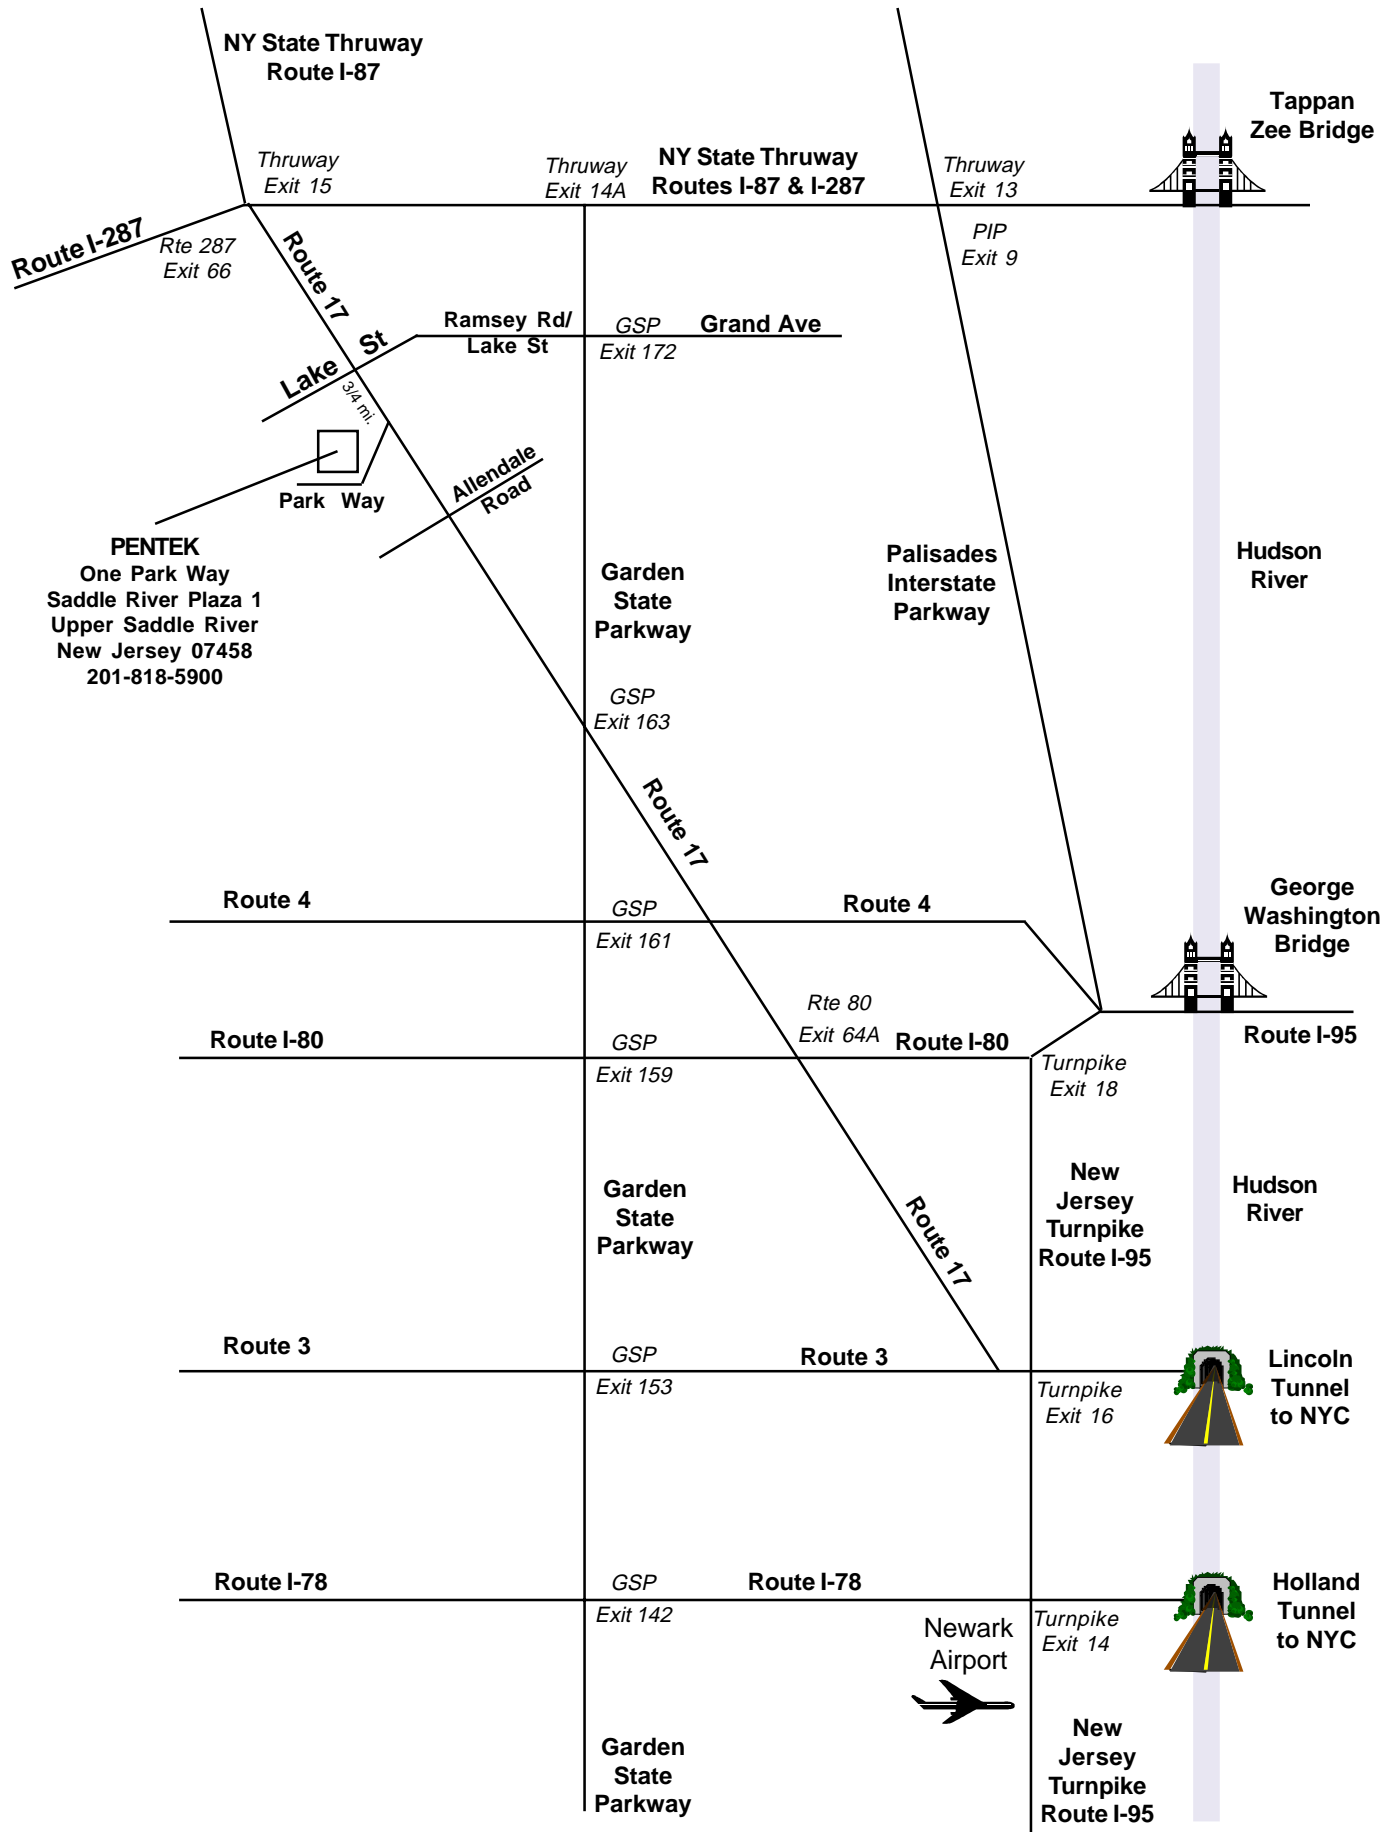 NY State Thruway
Route I-87
Tappan
Zee Bridge
Thruway
Exit 15
Thruway
Exit 14A
NY State Thruway
Routes I-87 & I-287
Thruway
Exit 13
Route I-287
Rte 287
Exit 66
Route 17
PIP
Exit 9
Ramsey Rd/
Lake St
GSP
Exit 172
Grand Ave
Lake St
3/4 mi.
Park Way
Allendale
Road
PENTEK
One Park Way
Saddle River Plaza 1
Upper Saddle River
New Jersey 07458
201-818-5900
Garden
State
Parkway
Palisades
Interstate
Parkway
Hudson
River
GSP
Exit 163
Route 17
Route 4
GSP
Exit 161
Route 4
George
Washington
Bridge
Rte 80
Exit 64A
Route I-80
GSP
Exit 159
Route I-80
Route I-95
Turnpike
Exit 18
Garden
State
Parkway
Route 17
New
Jersey
Turnpike
Route I-95
Hudson
River
Route 3
GSP
Exit 153
Route 3
Turnpike
Exit 16
Lincoln
Tunnel
to NYC
Route I-78
GSP
Exit 142
Route I-78
Turnpike
Exit 14
Holland
Tunnel
to NYC
Newark
Airport
Garden
State
Parkway
New
Jersey
Turnpike
Route I-95